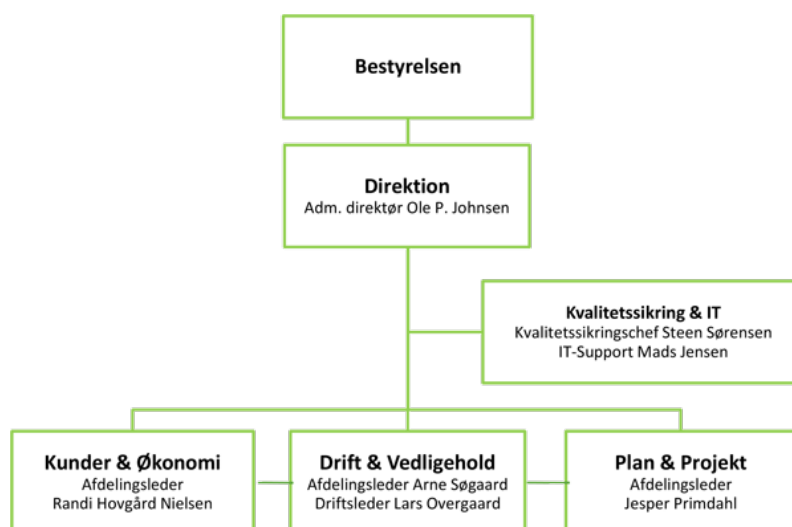 Bestyrelsen
Direktion
Adm. direktør Ole P. Johnsen
Kvalitetssikring & IT
Kvalitetssikringschef Steen Sørensen
IT-Support Mads Jensen
Kunder & Økonomi
Afdelingsleder
Randi Hovgård Nielsen
Drift & Vedligehold
Afdelingsleder Arne Søgaard
Driftsleder Lars Overgaard
Plan & Projekt
Afdelingsleder
Jesper Primdahl